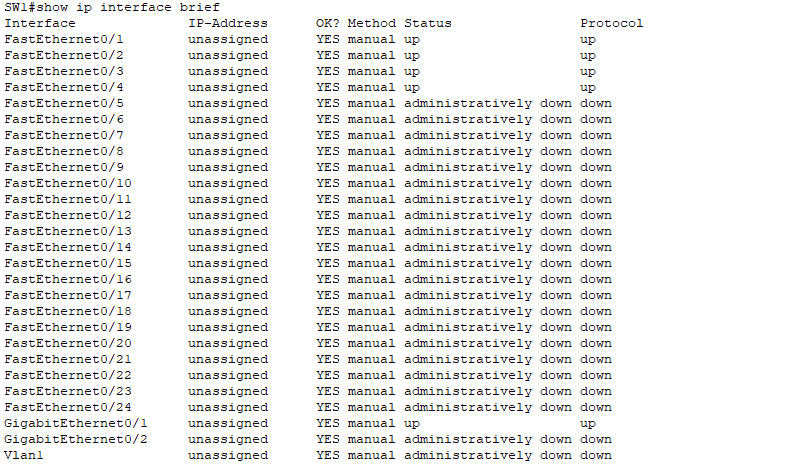 SW1#show ip interface brief
Interface IP-Address OK? Method Status Protocol
FastEthernet0/1 unassigned YES manual up up
FastEthernet0/2 unassigned YES manual up up
FastEthernet0/3 unassigned YES manual up up
FastEthernet0/4 unassigned YES manual up up
FastEthernet0/5 unassigned YES manual administratively down down
FastEthernet0/6 unassigned YES manual administratively down down
FastEthernet0/7 unassigned YES manual administratively down down
FastEthernet0/8 unassigned YES manual administratively down down
FastEthernet0/9 unassigned YES manual administratively down down
FastEthernet0/10 unassigned YES manual administratively down down
FastEthernet0/11 unassigned YES manual administratively down down
FastEthernet0/12 unassigned YES manual administratively down down
FastEthernet0/13 unassigned YES manual administratively down down
FastEthernet0/14 unassigned YES manual administratively down down
FastEthernet0/15 unassigned YES manual administratively down down
FastEthernet0/16 unassigned YES manual administratively down down
FastEthernet0/17 unassigned YES manual administratively down down
FastEthernet0/18 unassigned YES manual administratively down down
FastEthernet0/19 unassigned YES manual administratively down down
FastEthernet0/20 unassigned YES manual administratively down down
FastEthernet0/21 unassigned YES manual administratively down down
FastEthernet0/22 unassigned YES manual administratively down down
FastEthernet0/23 unassigned YES manual administratively down down
FastEthernet0/24 unassigned YES manual administratively down down
GigabitEthernet0/1 unassigned YES manual up up
GigabitEthernet0/2 unassigned YES manual administratively down down
Vlan1 unassigned YES manual administratively down down